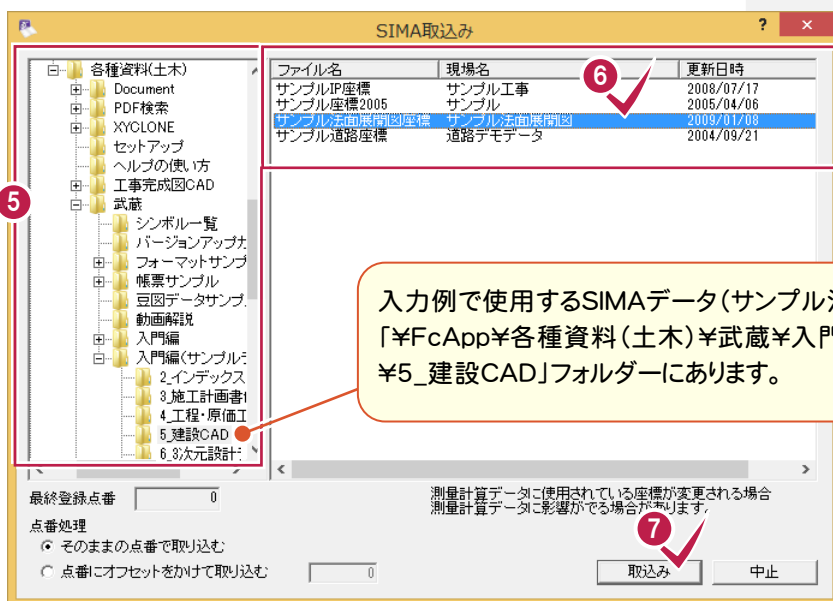 SIMA取込み
?
×
各種資料(土木)
Document
PDF検索
XYCLONE
セットアップ
ヘルプの使い方
工事完成図CAD
武蔵
シンボル一覧
バージョンアップ
フォーマットサンプ
帳票サンプル
豆図データサンプ
動画解説
入門編
入門編(サンプル
2_インデックス
3_施工計画書
4_工程・原価
5_建設CAD
6_3次元設計
5
ファイル名 現場名 更新日時
サンプルIP座標 サンプル工事 2008/07/17
サンプル座標2005 サンプル 2005/04/06
サンプル法面展開図座標 サンプル法面展開図 2009/01/08
サンプル道路座標 道路デモデータ 2004/09/21
6
入力例で使用するSIMAデータ(サンプル
「¥FcApp¥各種資料(土木)¥武蔵¥入門
¥5_建設CAD」フォルダーにあります。
最終登録点番 0
測量計算データに使用されている座標が変更される場合
測量計算データに影響がでる場合があります。
点番処理
そのままの点番で取り込む
点番にオフセットをかけて取り込む 0
7
取込み 中止